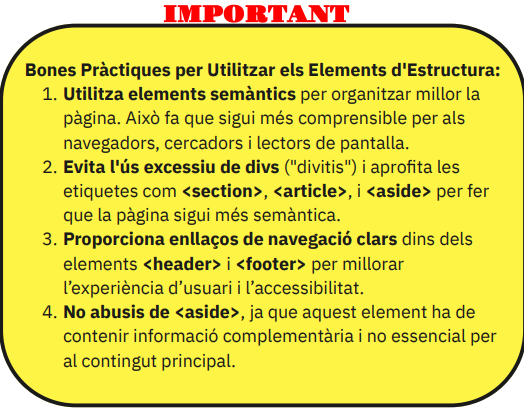 IMPORTANT
Bones Pràctiques per Utilitzar els Elements d'Estructura:
1. Utilitza elements semàntics per organitzar millor la
pàgina. Això fa que sigui més comprensible per als
navegadors, cercadors i lectors de pantalla.
2. Evita l'ús excessiu de divs ("divitis") i aprofita les
etiquetes com <section>, <article>, i <aside> per fer
que la pàgina sigui més semàntica.
3. Proporciona enllaços de navegació clars dins dels
elements <header> i <footer> per millorar
l’experiència d’usuari i l’accessibilitat.
4. No abusis de <aside>, ja que aquest element ha de
contenir informació complementària i no essencial per
al contingut principal.